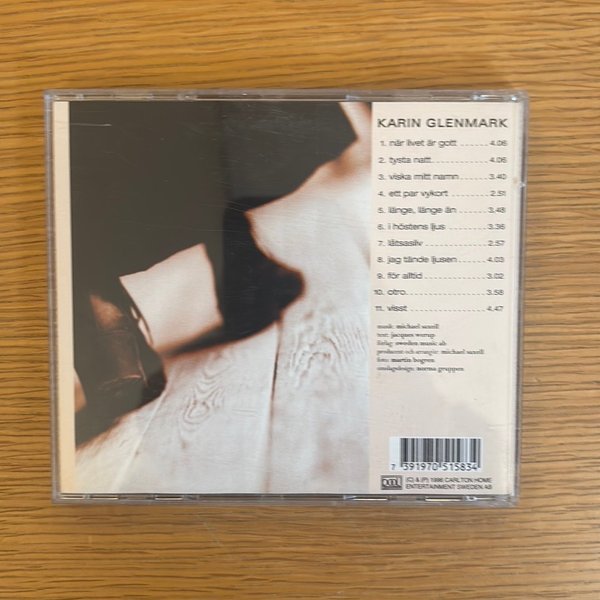 KARIN GLENMARK
1. när livet är gott ...... 4.06
2. tysta natt ............ 4.06
3. viska mitt namn ...... 3.40
4. ett par vykort ........ 2.51
5. länge, länge än ....... 3.48
6. i höstens ljus ......... 3.36
7. låtsasliv .............. 2.57
8. jag tände ljusen ...... 4.03
9. för alltid .............. 3.02
10. otro .................. 3.58
11. visst .................. 4.47
musik: michael saxell
text: jacques werup
förlag: sweden music ab
producent och arrangör: michael saxell
foto: martin bogren
omslagsdesign: norma gruppen
7 391970 515834
(C) & (P) 1996 CARLTON HOME
ENTERTAINMENT SWEDEN AB